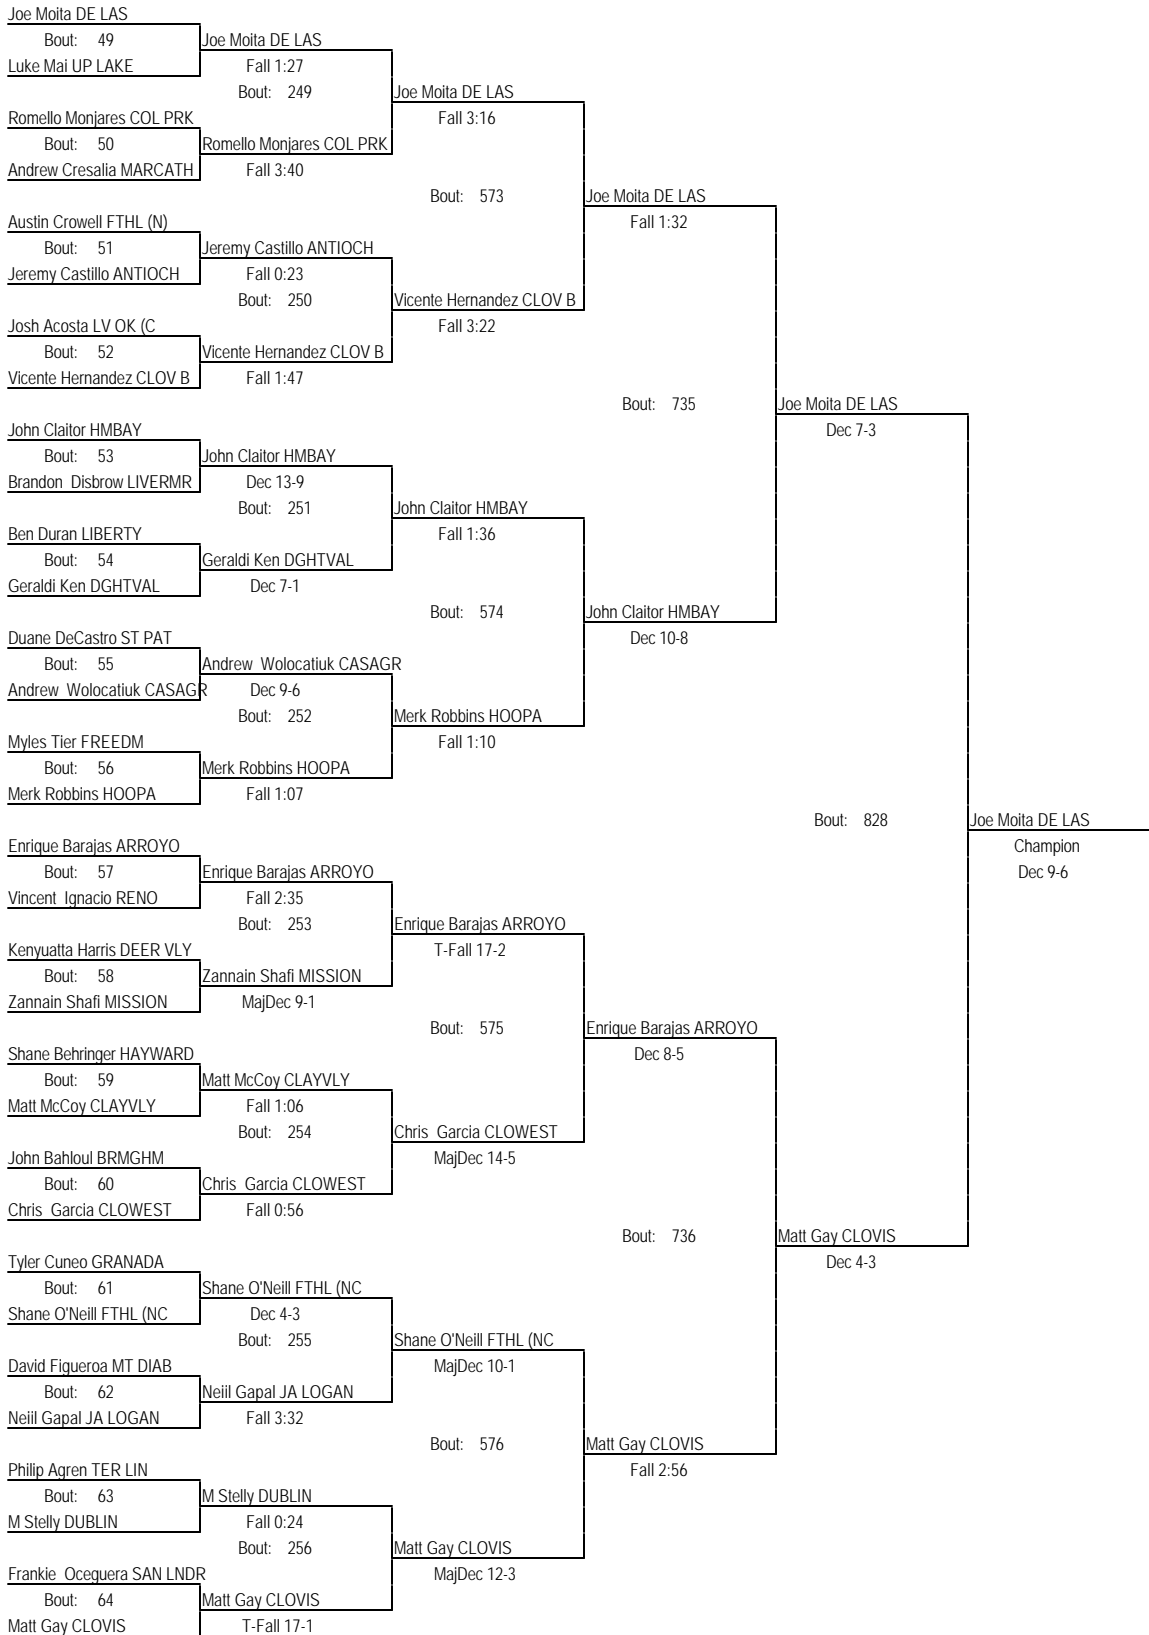 Joe Moita DE LAS
Bout: 49 Joe Moita DE LAS
Luke Mai UP LAKE Fall 1:27
Bout: 249 Joe Moita DE LAS
Romello Monjares COL PRK Fall 3:16
Bout: 50 Romello Monjares COL PRK
Andrew Cresalia MARCATH Fall 3:40
Bout: 573 Joe Moita DE LAS
Austin Crowell FTHL (N) Fall 1:32
Bout: 51 Jeremy Castillo ANTIOCH
Jeremy Castillo ANTIOCH Fall 0:23
Bout: 250 Vicente Hernandez CLOV B
Josh Acosta LV OK (C Fall 3:22
Bout: 52 Vicente Hernandez CLOV B
Vicente Hernandez CLOV B Fall 1:47
Bout: 735 Joe Moita DE LAS
John Claitor HMBAY Dec 7-3
Bout: 53 John Claitor HMBAY
Brandon Disbrow LIVERMR Dec 13-9
Bout: 251 John Claitor HMBAY
Ben Duran LIBERTY Fall 1:36
Bout: 54 Geraldi Ken DGHTVAL
Geraldi Ken DGHTVAL Dec 7-1
Bout: 574 John Claitor HMBAY
Duane DeCastro ST PAT Dec 10-8
Bout: 55 Andrew Wolocatiuk CASAGR
Andrew Wolocatiuk CASAGR Dec 9-6
Bout: 252 Merk Robbins HOOPA
Myles Tier FREEDM Fall 1:10
Bout: 56 Merk Robbins HOOPA
Merk Robbins HOOPA Fall 1:07
Bout: 828 Joe Moita DE LAS
Enrique Barajas ARROYO Champion
Bout: 57 Enrique Barajas ARROYO Dec 9-6
Vincent Ignacio RENO Fall 2:35
Bout: 253 Enrique Barajas ARROYO
Kenyuatta Harris DEER VLY T-Fall 17-2
Bout: 58 Zannain Shafi MISSION
Zannain Shafi MISSION MajDec 9-1
Bout: 575 Enrique Barajas ARROYO
Shane Behringer HAYWARD Dec 8-5
Bout: 59 Matt McCoy CLAYVLY
Matt McCoy CLAYVLY Fall 1:06
Bout: 254 Chris Garcia CLOWEST
John Bahloul BRMGHM MajDec 14-5
Bout: 60 Chris Garcia CLOWEST
Chris Garcia CLOWEST Fall 0:56
Bout: 736 Matt Gay CLOVIS
Tyler Cuneo GRANADA Dec 4-3
Bout: 61 Shane O'Neill FTHL (NC
Shane O'Neill FTHL (NC Dec 4-3
Bout: 255 Shane O'Neill FTHL (NC
David Figueroa MT DIAB MajDec 10-1
Bout: 62 Neiil Gapal JA LOGAN
Neiil Gapal JA LOGAN Fall 3:32
Bout: 576 Matt Gay CLOVIS
Philip Agren TER LIN Fall 2:56
Bout: 63 M Stelly DUBLIN
M Stelly DUBLIN Fall 0:24
Bout: 256 Matt Gay CLOVIS
Frankie Oceguera SAN LNDR MajDec 12-3
Bout: 64 Matt Gay CLOVIS
Matt Gay CLOVIS T-Fall 17-1